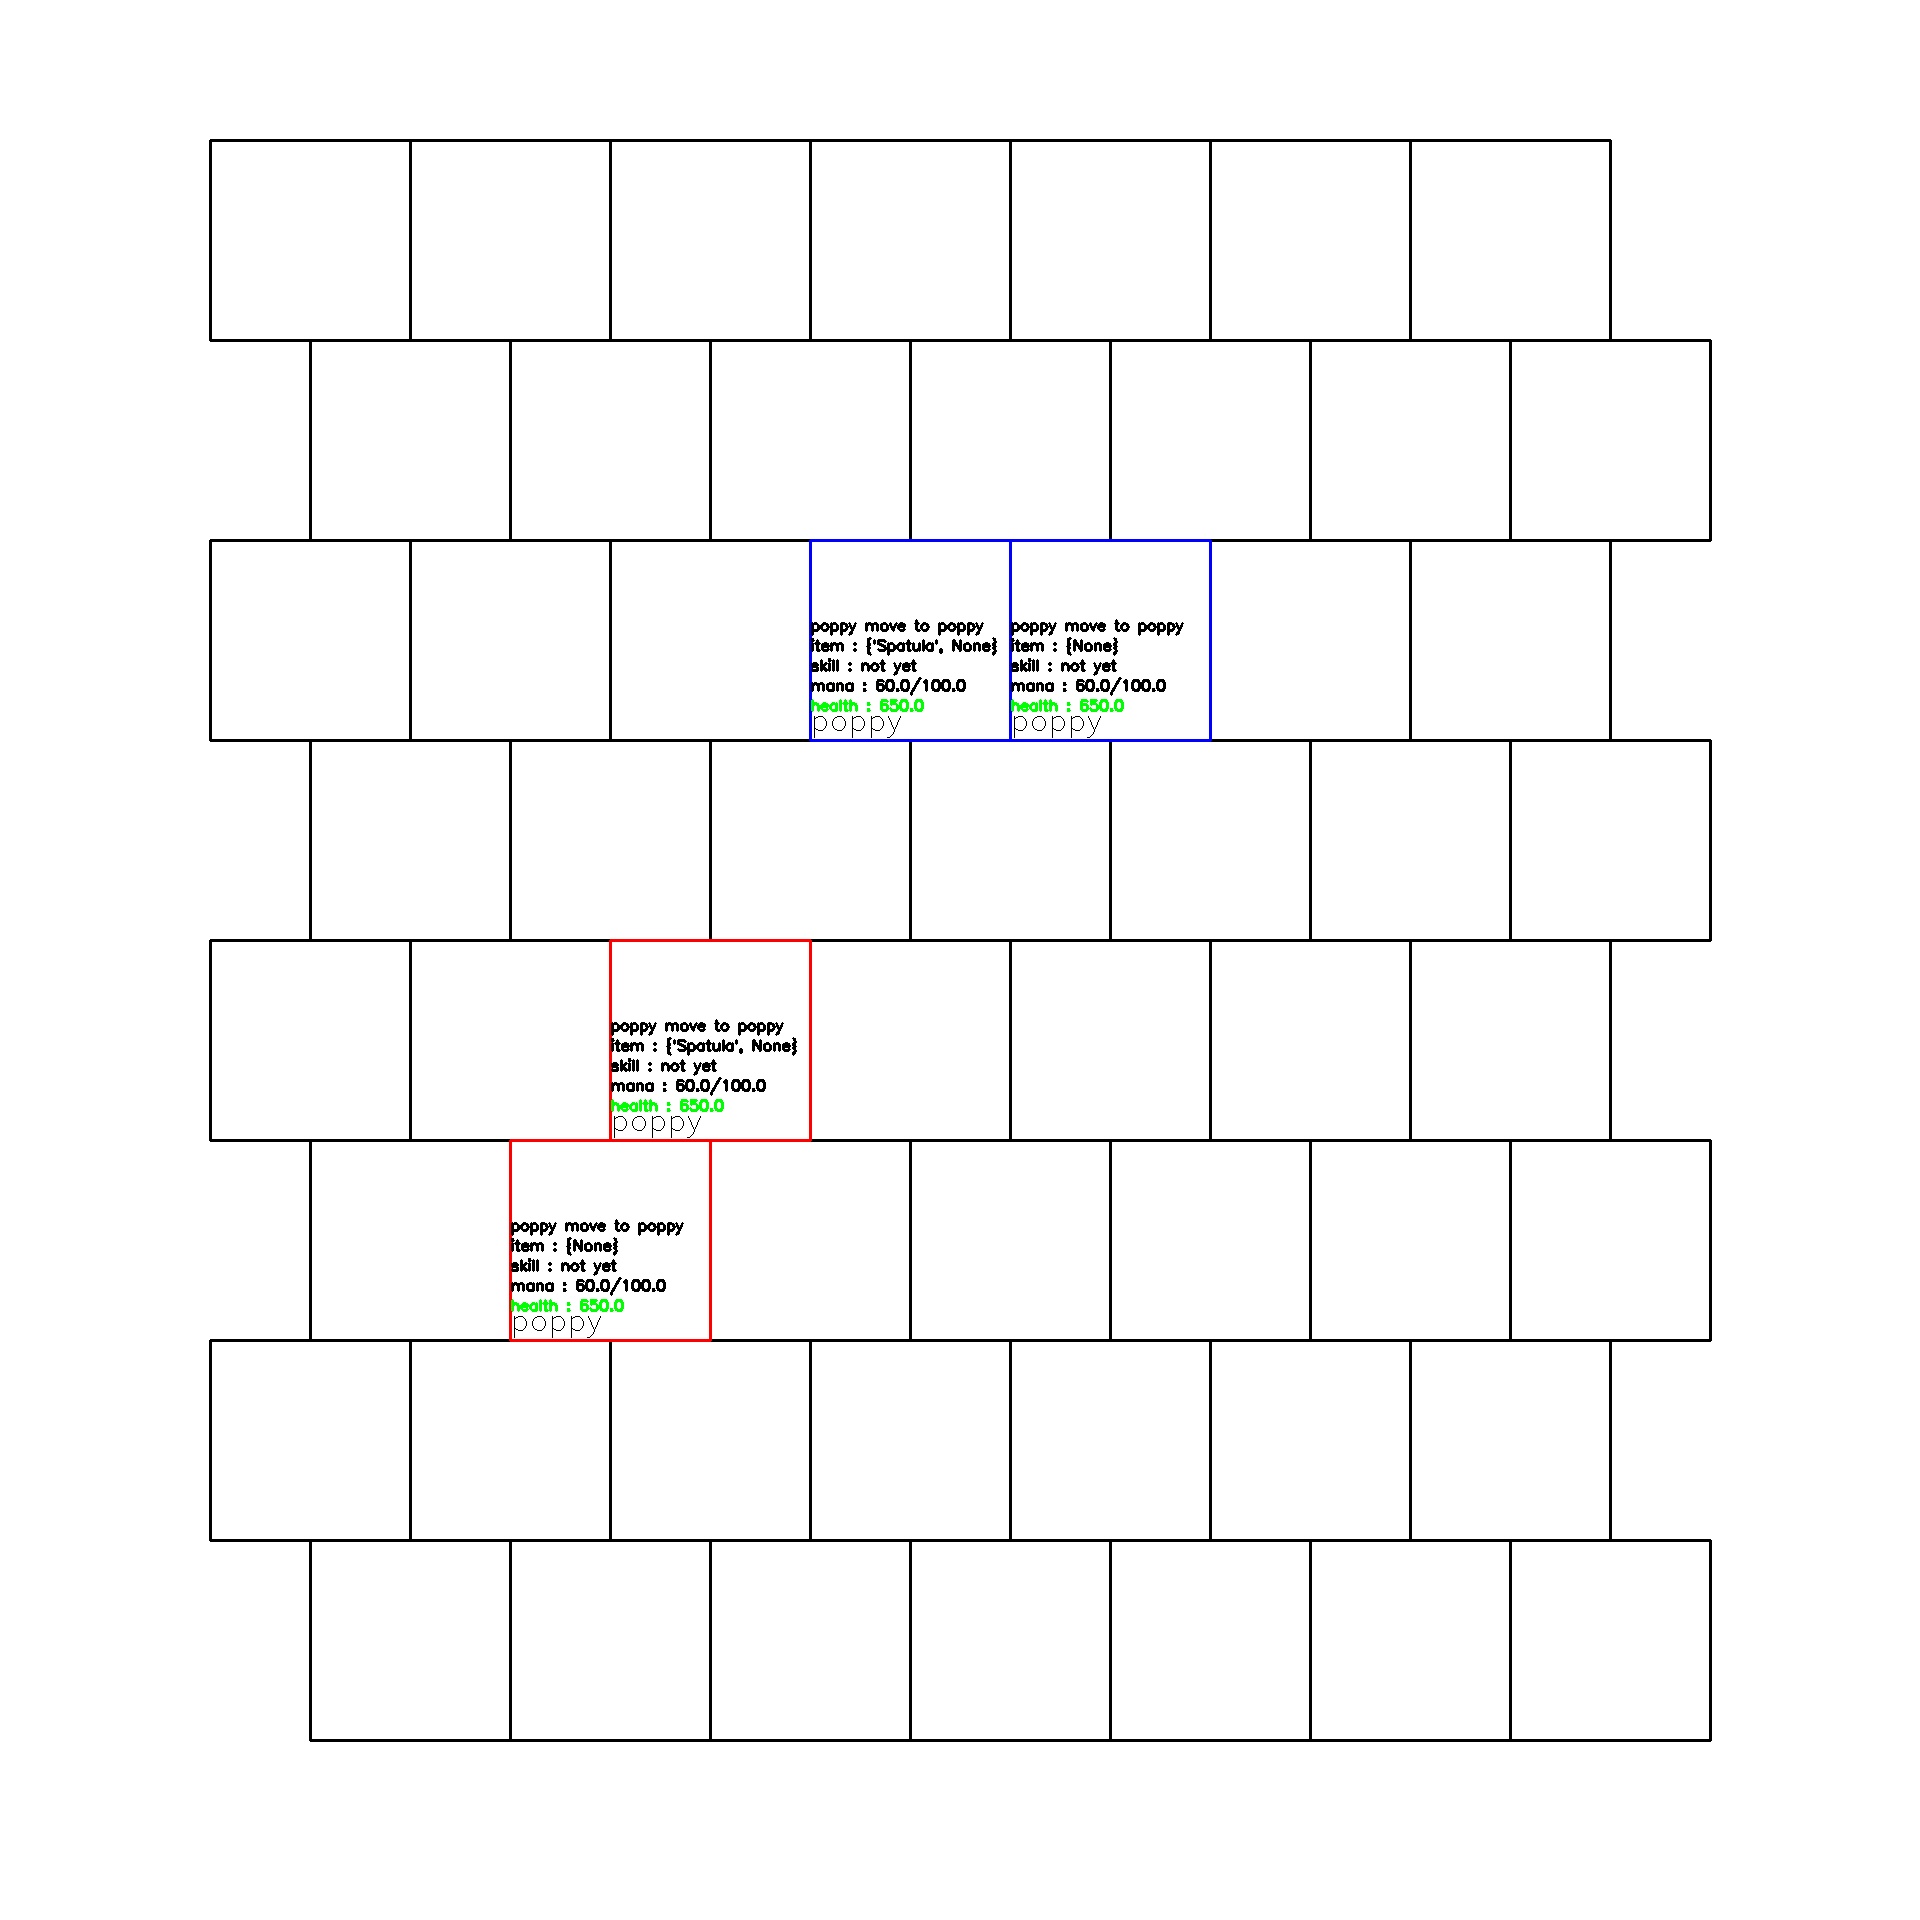 poppy move to poppy
item : {'Spatula', None}
skill : not yet
mana : 60.0/100.0
health : 650.0
poppy
poppy move to poppy
item : {None}
skill : not yet
mana : 60.0/100.0
health : 650.0
poppy
poppy move to poppy
item : {'Spatula', None}
skill : not yet
mana : 60.0/100.0
health : 650.0
poppy
poppy move to poppy
item : {None}
skill : not yet
mana : 60.0/100.0
health : 650.0
poppy